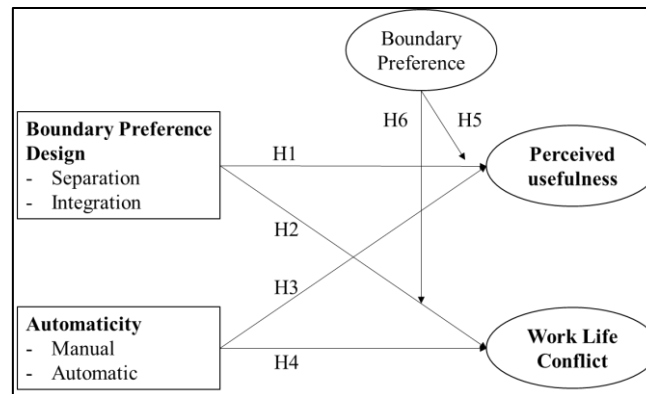 Boundary
Preference
H6
H5
Boundary Preference
Design
- Separation
- Integration
H1
Perceived
usefulness
H2
H3
Automaticity
- Manual
- Automatic
H4
Work Life
Conflict